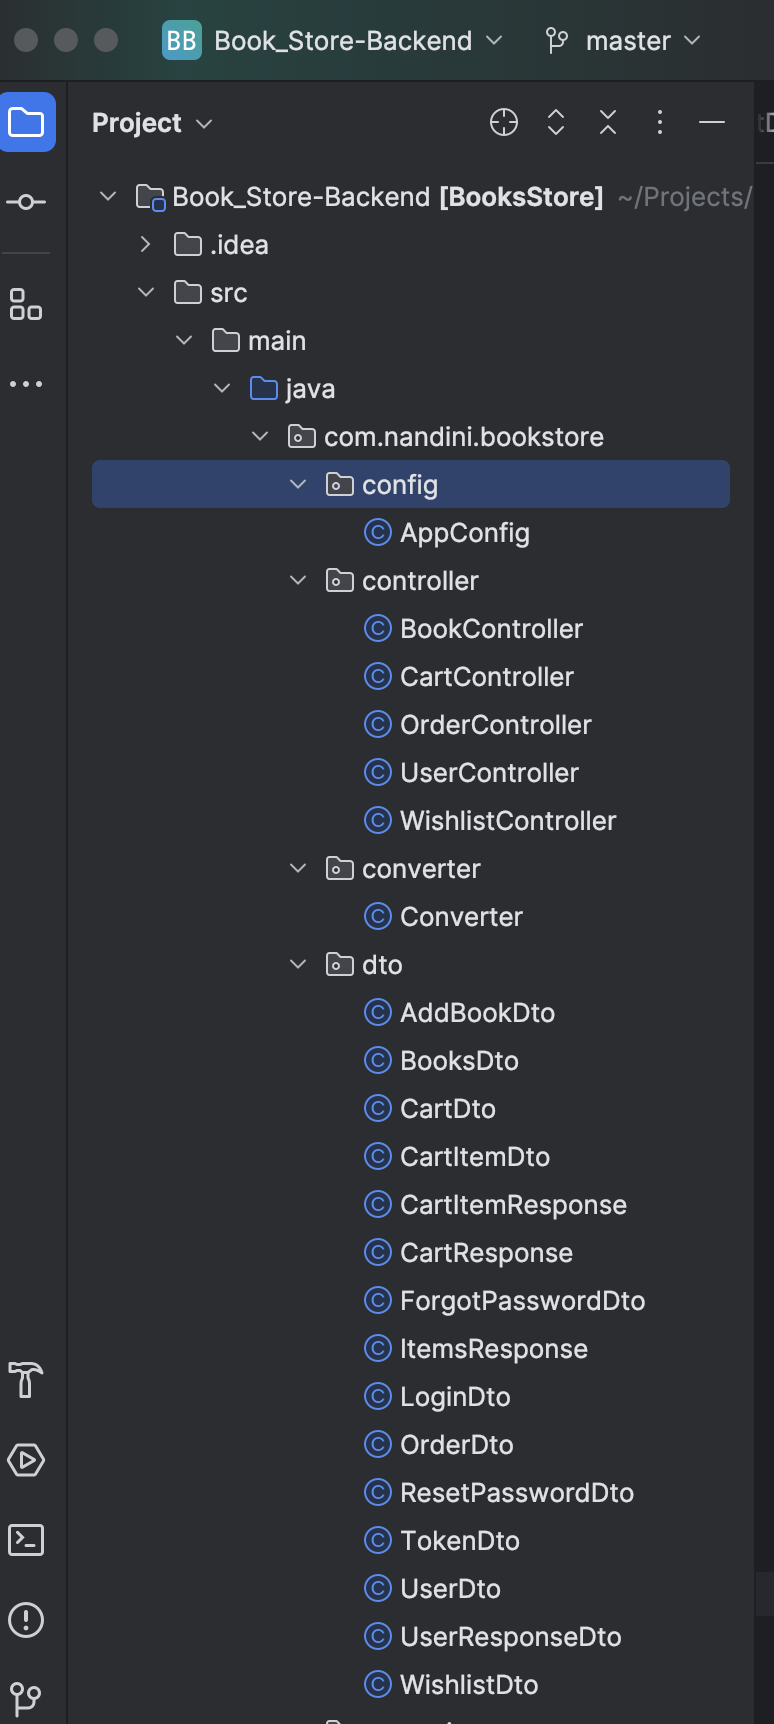 BB Book_Store-Backend master
Project
Book_Store-Backend [BooksStore] ~/Projects/
.idea
src
main
java
com.nandini.bookstore
config
AppConfig
controller
BookController
CartController
OrderController
UserController
WishlistController
converter
Converter
dto
AddBookDto
BooksDto
CartDto
CartItemDto
CartItemResponse
CartResponse
ForgotPasswordDto
ItemsResponse
LoginDto
OrderDto
ResetPasswordDto
TokenDto
UserDto
UserResponseDto
WishlistDto